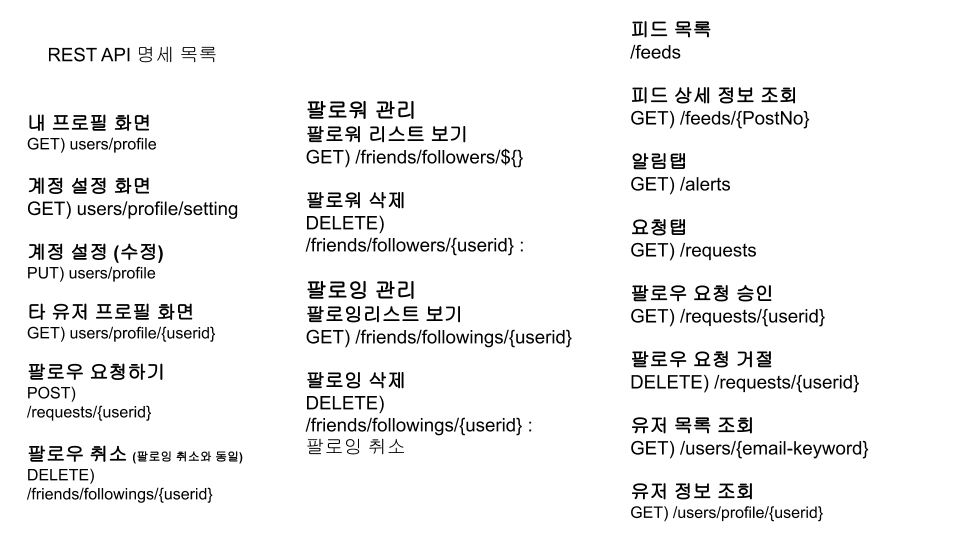 REST API 명세 목록
내 프로필 화면
GET) users/profile
계정 설정 화면
GET) users/profile/setting
계정 설정 (수정)
PUT) users/profile
타 유저 프로필 화면
GET) users/profile/{userid}
팔로우 요청하기
POST)
/requests/{userid}
팔로우 취소 (팔로잉 취소와 동일)
DELETE)
/friends/followings/{userid}
팔로워 관리
팔로워 리스트 보기
GET) /friends/followers/${}
팔로워 삭제
DELETE)
/friends/followers/{userid} :
팔로잉 관리
팔로잉리스트 보기
GET) /friends/followings/{userid}
팔로잉 삭제
DELETE)
/friends/followings/{userid} :
팔로잉 취소
피드 목록
/feeds
피드 상세 정보 조회
GET) /feeds/{PostNo}
알림탭
GET) /alerts
요청탭
GET) /requests
팔로우 요청 승인
GET) /requests/{userid}
팔로우 요청 거절
DELETE) /requests/{userid}
유저 목록 조회
GET) /users/{email-keyword}
유저 정보 조회
GET) /users/profile/{userid}